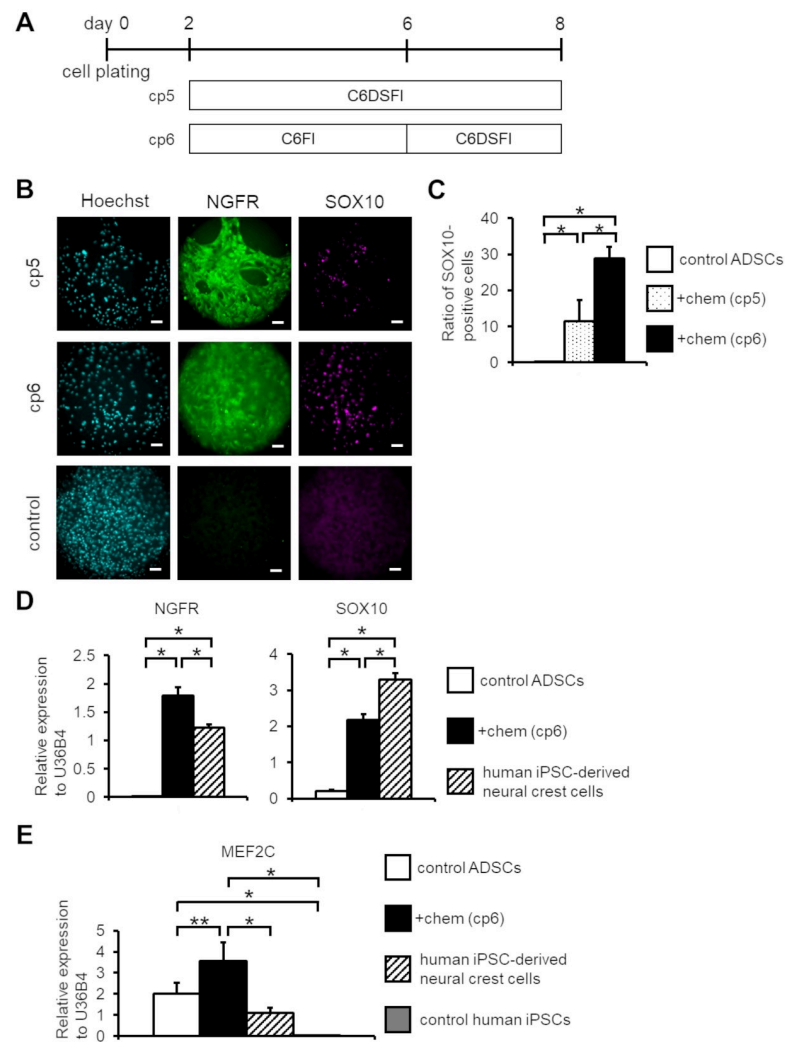 A
day 0 2 6 8
cell plating
cp5 C6DSFI
cp6 C6FI C6DSFI
B
Hoechst NGFR SOX10
cp5
cp6
control
C
Ratio of SOX10-
positive cells
40
30
20
10
0
* * *
control ADSCs
+chem (cp5)
+chem (cp6)
D
NGFR
Relative expression
to U36B4
2.5
2
1.5
1
0.5
0
*
* *
SOX10
4
3
2
1
0
*
* *
control ADSCs
+chem (cp6)
human iPSC-derived
neural crest cells
E
MEF2C
Relative expression
to U36B4
5
4
3
2
1
0
*
*
** *
control ADSCs
+chem (cp6)
human iPSC-derived
neural crest cells
control human iPSCs